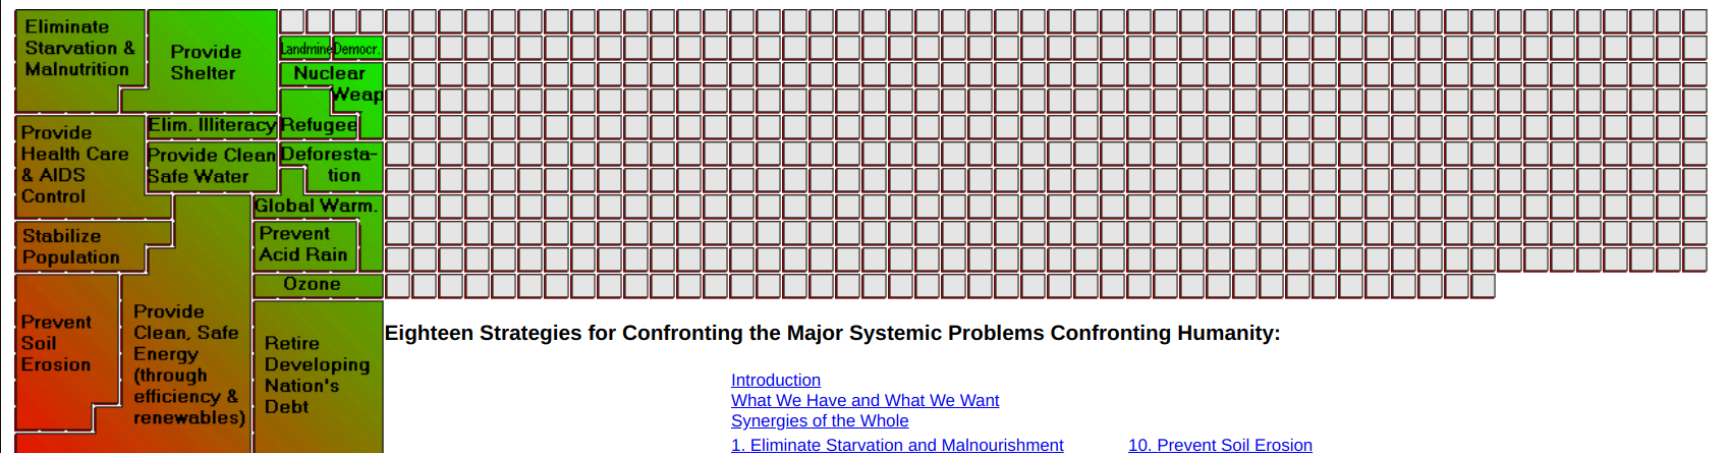 Eliminate
Starvation &
Malnutrition
Provide
Shelter
Landmine
Democr.
Nuclear
Weap
Elim. Illiteracy
Refugee
Provide
Health Care
& AIDS
Control
Provide Clean
Safe Water
Deforesta-
tion
Global Warm.
Stabilize
Population
Prevent
Acid Rain
Ozone
Prevent
Soil
Erosion
Provide
Clean, Safe
Energy
(through
efficiency &
renewables)
Retire
Developing
Nation's
Debt
Eighteen Strategies for Confronting the Major Systemic Problems Confronting Humanity:
Introduction
What We Have and What We Want
Synergies of the Whole
1. Eliminate Starvation and Malnourishment
10. Prevent Soil Erosion